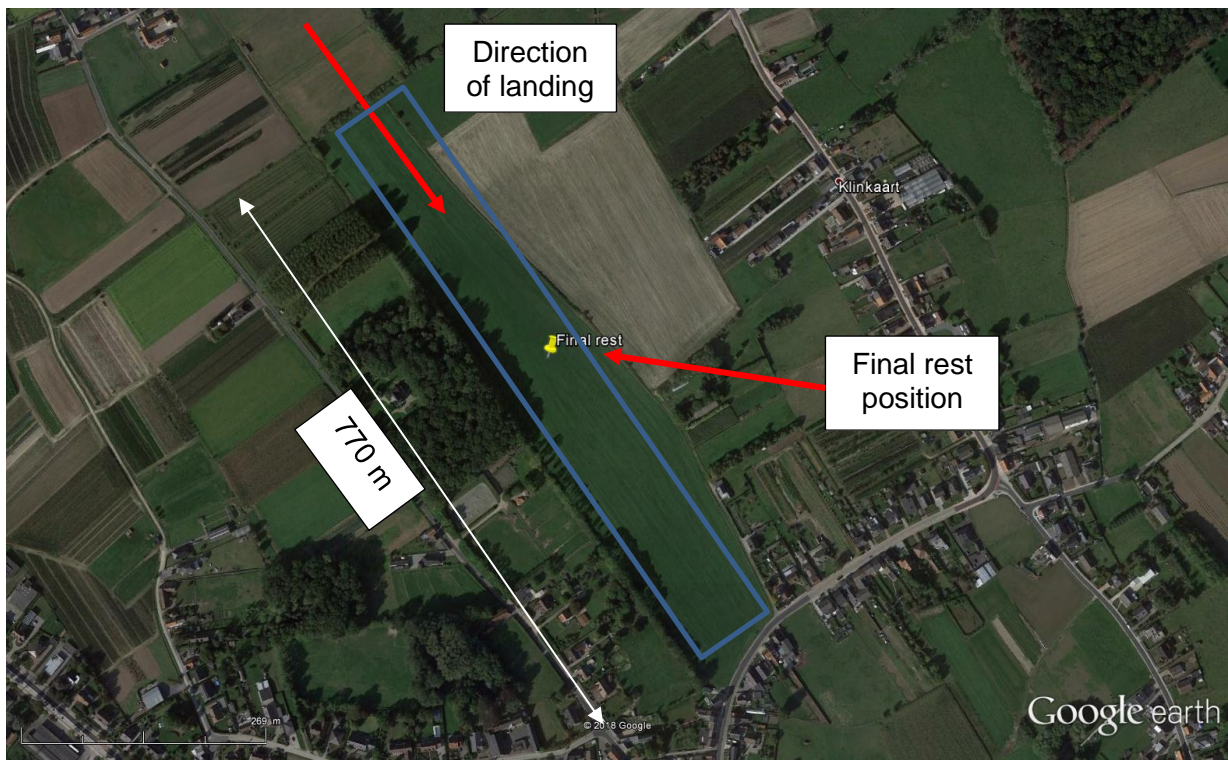 Direction
of landing
Klinkaart
Final rest
Final rest
position
770 m
269 m
© 2018 Google
Google earth